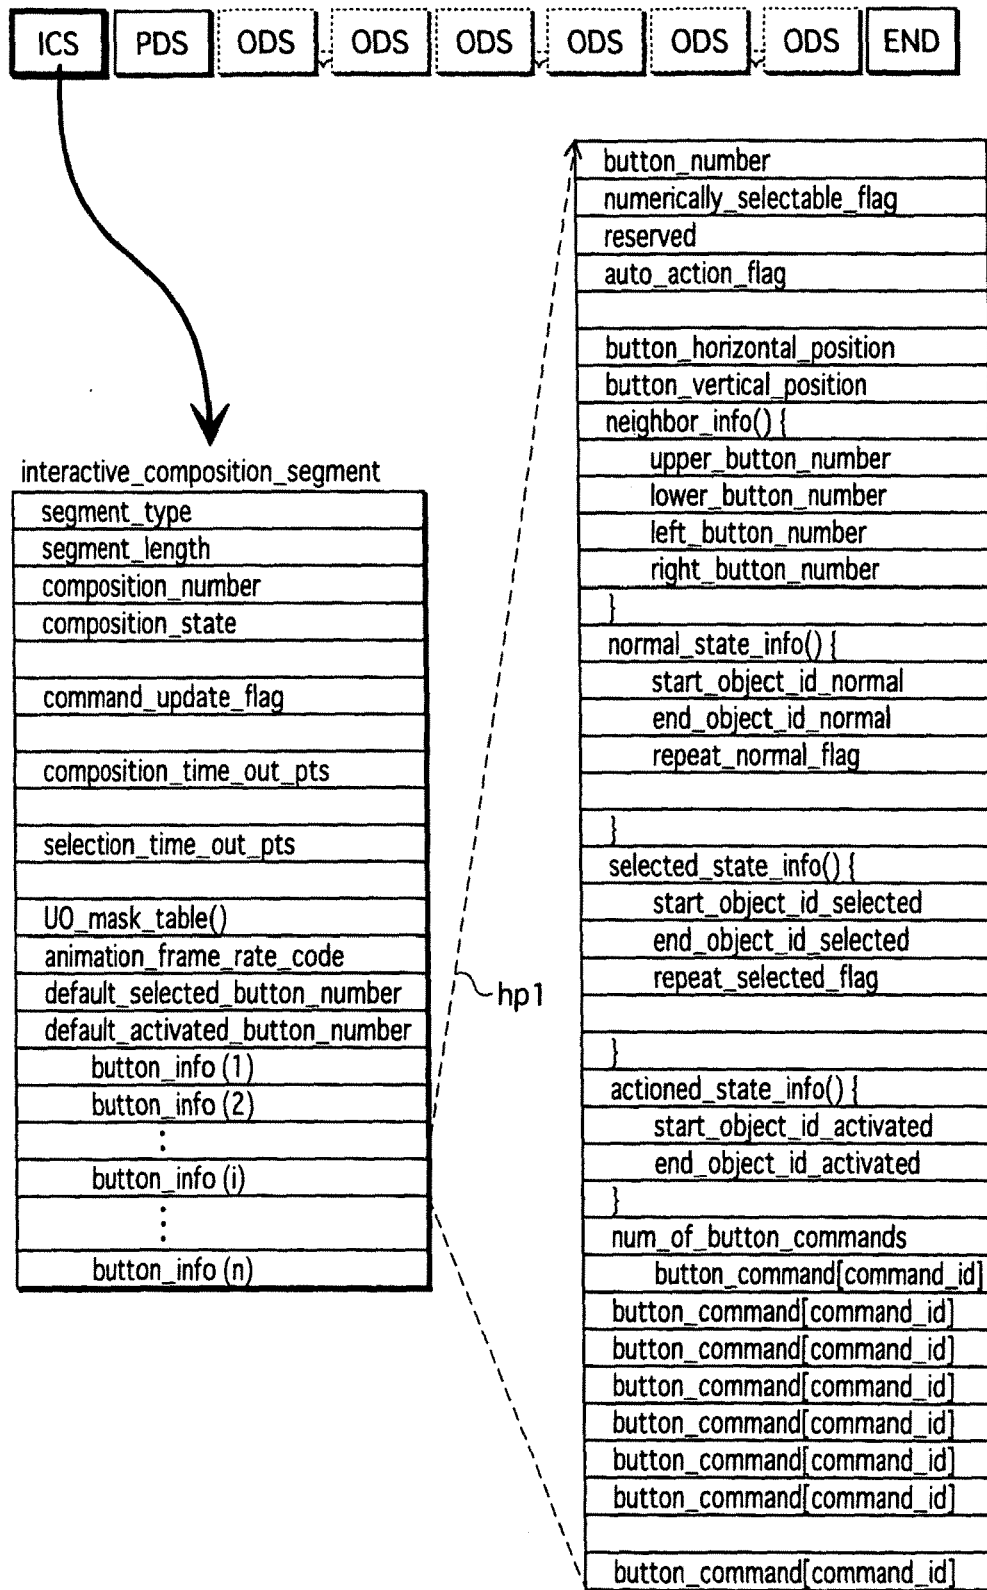 ICS PDS ODS ODS ODS ODS ODS ODS END
interactive_composition_segment
segment_type
segment_length
composition_number
composition_state
command_update_flag
composition_time_out_pts
selection_time_out_pts
UO_mask_table()
animation_frame_rate_code
default_selected_button_number
default_activated_button_number
button_info (1)
button_info (2)
⋮
button_info (i)
⋮
button_info (n)
hp1
button_number
numerically_selectable_flag
reserved
auto_action_flag
button_horizontal_position
button_vertical_position
neighbor_info() {
upper_button_number
lower_button_number
left_button_number
right_button_number
}
normal_state_info() {
start_object_id_normal
end_object_id_normal
repeat_normal_flag
}
selected_state_info() {
start_object_id_selected
end_object_id_selected
repeat_selected_flag
}
actioned_state_info() {
start_object_id_activated
end_object_id_activated
}
num_of_button_commands
button_command[command_id]
button_command[command_id]
button_command[command_id]
button_command[command_id]
button_command[command_id]
button_command[command_id]
button_command[command_id]
button_command[command_id]